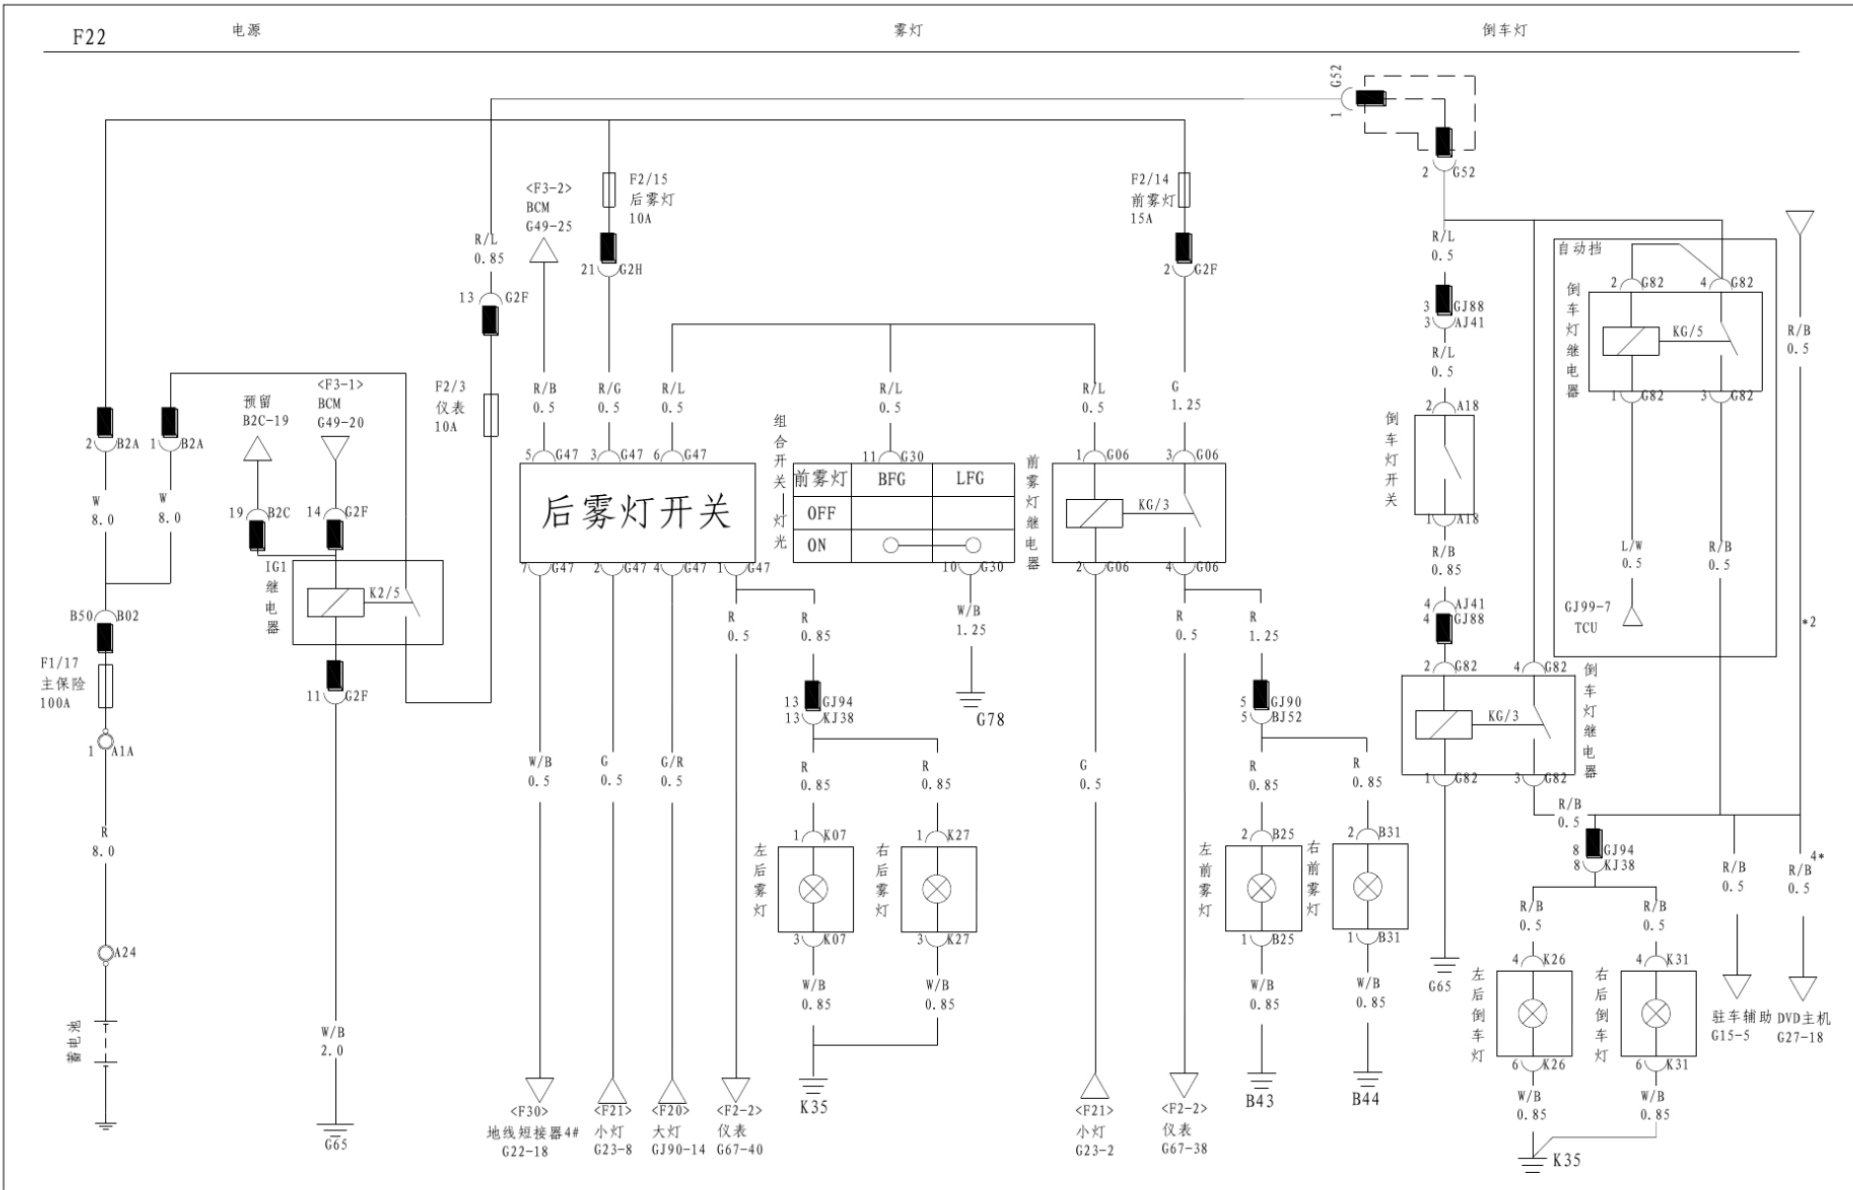 F22
电源
雾灯
倒车灯
G52
1
2 G52
F2/15
后雾灯
10A
F2/14
前雾灯
15A
<F3-2>
BCM
G49-25
R/L
0.85
21 G2H
2 G2F
13 G2F
R/L
0.5
自动挡
2 G82
4 G82
倒车灯继电器
KG/5
1 G82
3 G82
R/B
0.5
3 GJ88
3 AJ41
R/L
0.5
F2/3
仪表
10A
<F3-1>
BCM
G49-20
预留
B2C-19
R/B
0.5
R/G
0.5
R/L
0.5
R/L
0.5
R/L
0.5
G
1.25
2 B2A
1 B2A
W
8.0
W
8.0
19 B2C
14 G2F
IG1
继电器
K2/5
11 G2F
B50 B02
F1/17
主保险
100A
1 A1A
R
8.0
A24
蓄电池
W/B
2.0
G65
5 G47
3 G47
6 G47
后雾灯开关
7 G47
2 G47
4 G47
1 G47
组合开关—灯光
11 G30
前雾灯 BFG LFG
OFF
ON
10 G30
W/B
1.25
G78
前雾灯继电器
1 G06
3 G06
KG/3
2 G06
4 G06
R
0.5
R
0.85
R
0.5
R
1.25
13 GJ94
13 KJ38
5 GJ90
5 BJ52
W/B
0.5
G
0.5
G/R
0.5
R
0.85
R
0.85
G
0.5
R
0.85
R
0.85
1 K07
1 K27
左后雾灯
右后雾灯
3 K07
3 K27
W/B
0.85
W/B
0.85
K35
2 B25
2 B31
左前雾灯
右前雾灯
1 B25
1 B31
W/B
0.85
W/B
0.85
B43
B44
<F30>
地线短接器4#
G22-18
<F21>
小灯
G23-8
<F20>
大灯
GJ90-14
<F2-2>
仪表
G67-40
<F21>
小灯
G23-2
<F2-2>
仪表
G67-38
2 A18
倒车灯开关
1 A18
R/B
0.85
4 AJ41
4 GJ88
L/W
0.5
R/B
0.5
GJ99-7
TCU
*2
2 G82
4 G82
倒车灯继电器
KG/3
1 G82
3 G82
G65
R/B
0.5
8 GJ94
8 KJ38
R/B
0.5
4*
R/B
0.5
R/B
0.5
R/B
0.5
4 K26
4 K31
左后倒车灯
右后倒车灯
6 K26
6 K31
W/B
0.85
W/B
0.85
K35
驻车辅助
G15-5
DVD主机
G27-18